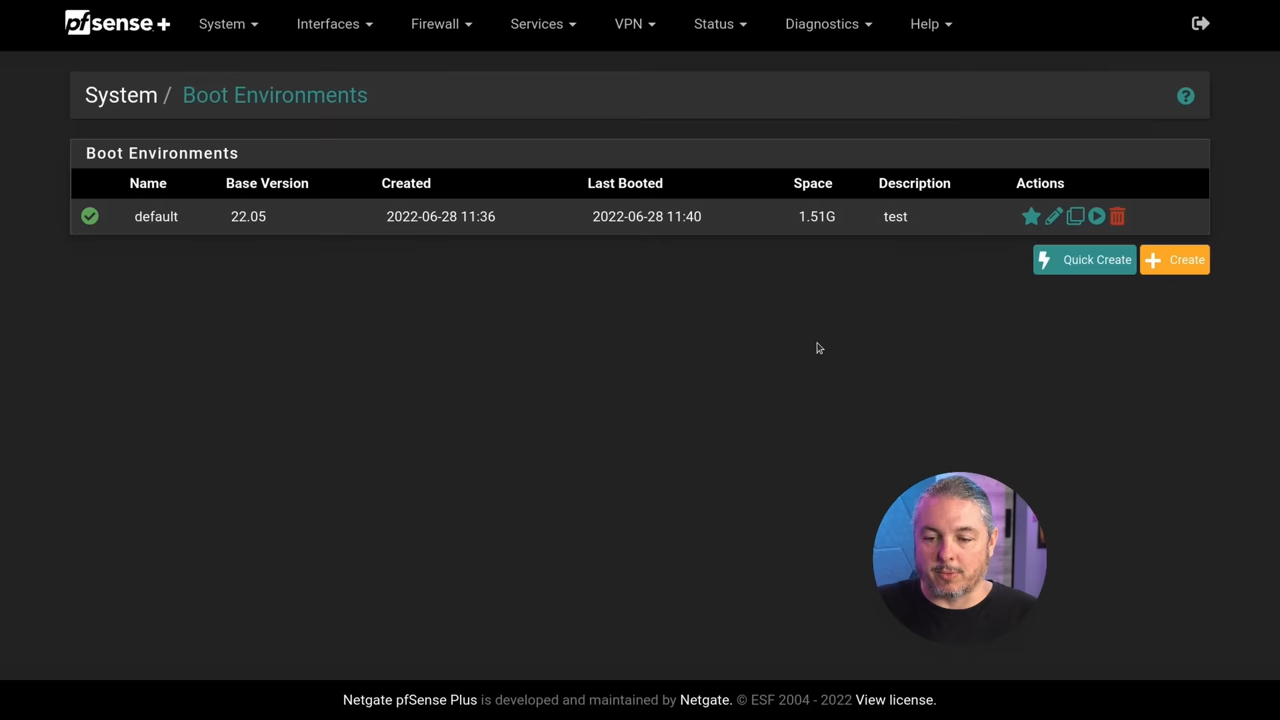 pfsense +
System
Interfaces
Firewall
Services
VPN
Status
Diagnostics
Help
System / Boot Environments
Boot Environments
Name Base Version Created Last Booted Space Description Actions
default 22.05 2022-06-28 11:36 2022-06-28 11:40 1.51G test
Quick Create
Create
Netgate pfSense Plus is developed and maintained by Netgate. © ESF 2004 - 2022 View license.